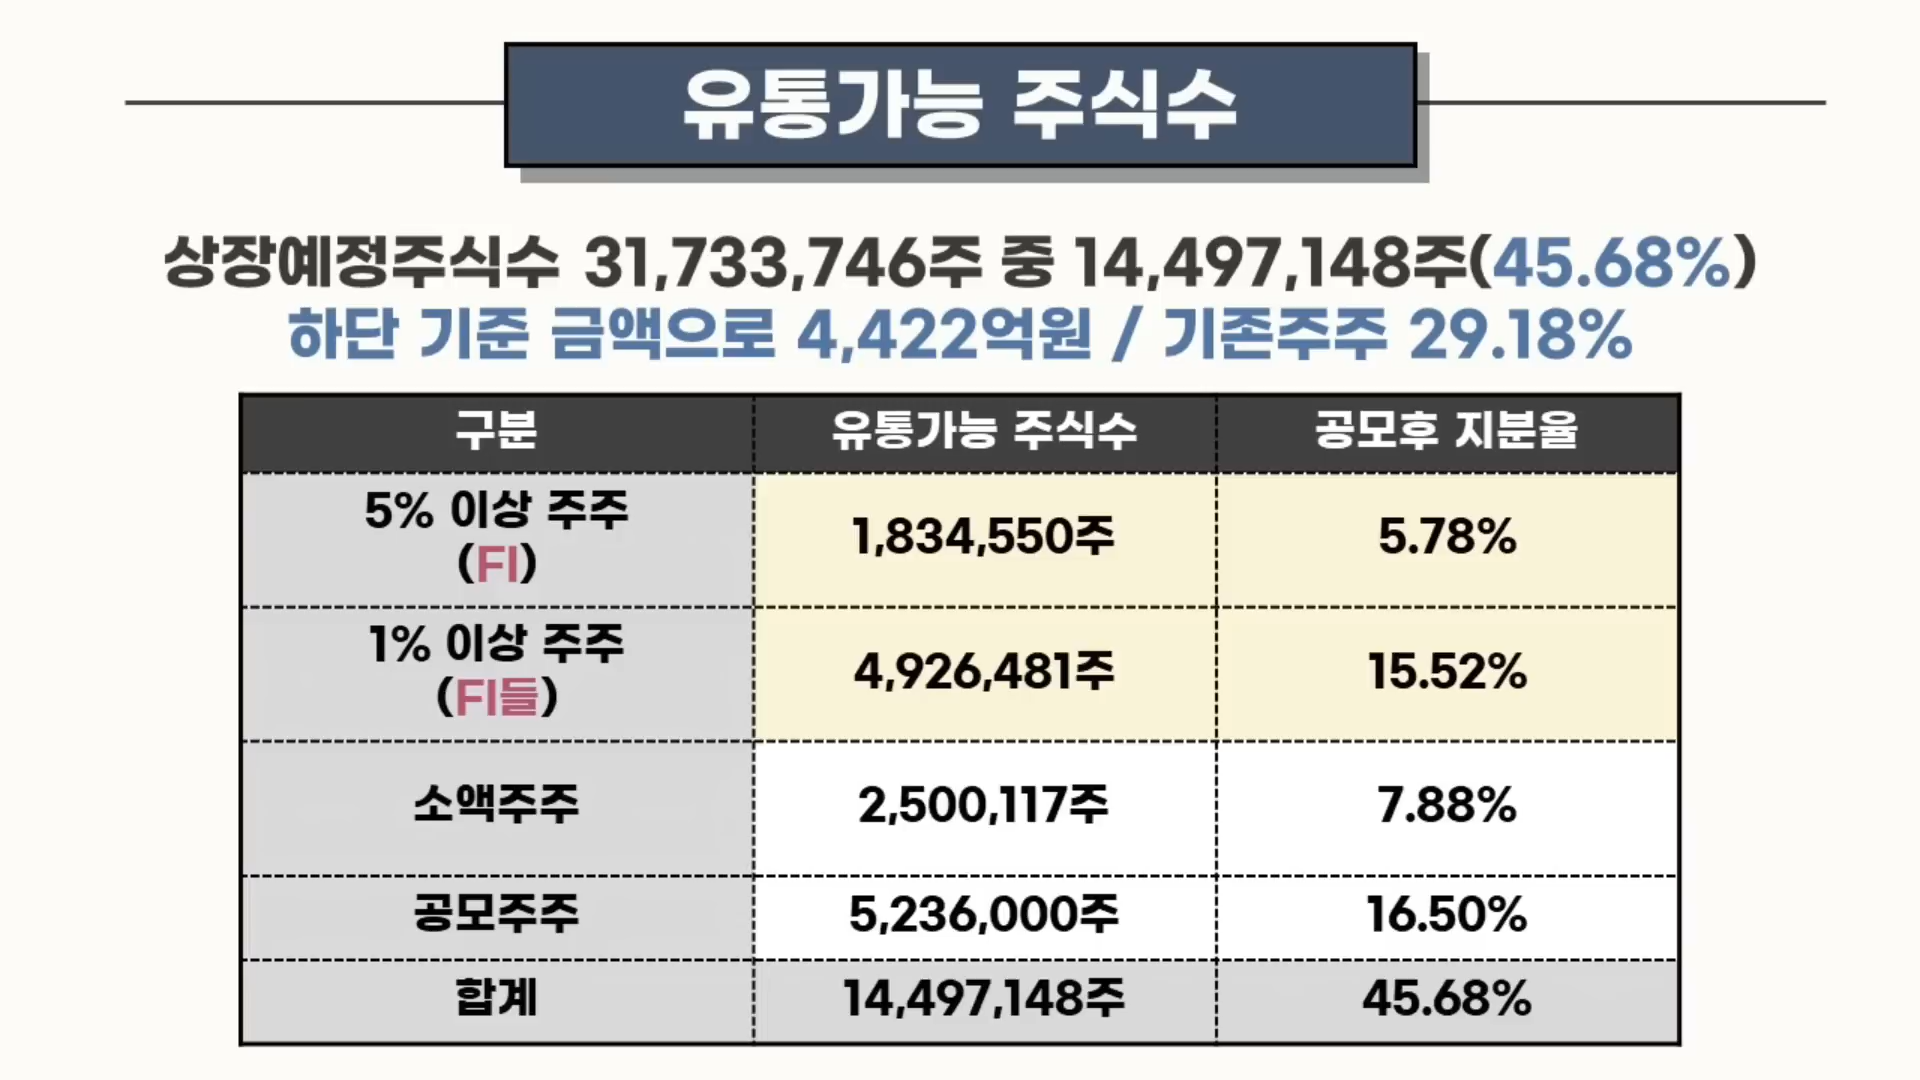 유통가능 주식수
상장예정주식수 31,733,746주 중 14,497,148주(45.68%)
하단 기준 금액으로 4,422억원 / 기존주주 29.18%
구분 유통가능 주식수 공모후 지분율
5% 이상 주주
(FI)
1,834,550주 5.78%
1% 이상 주주
(FI들)
4,926,481주 15.52%
소액주주 2,500,117주 7.88%
공모주주 5,236,000주 16.50%
합계 14,497,148주 45.68%